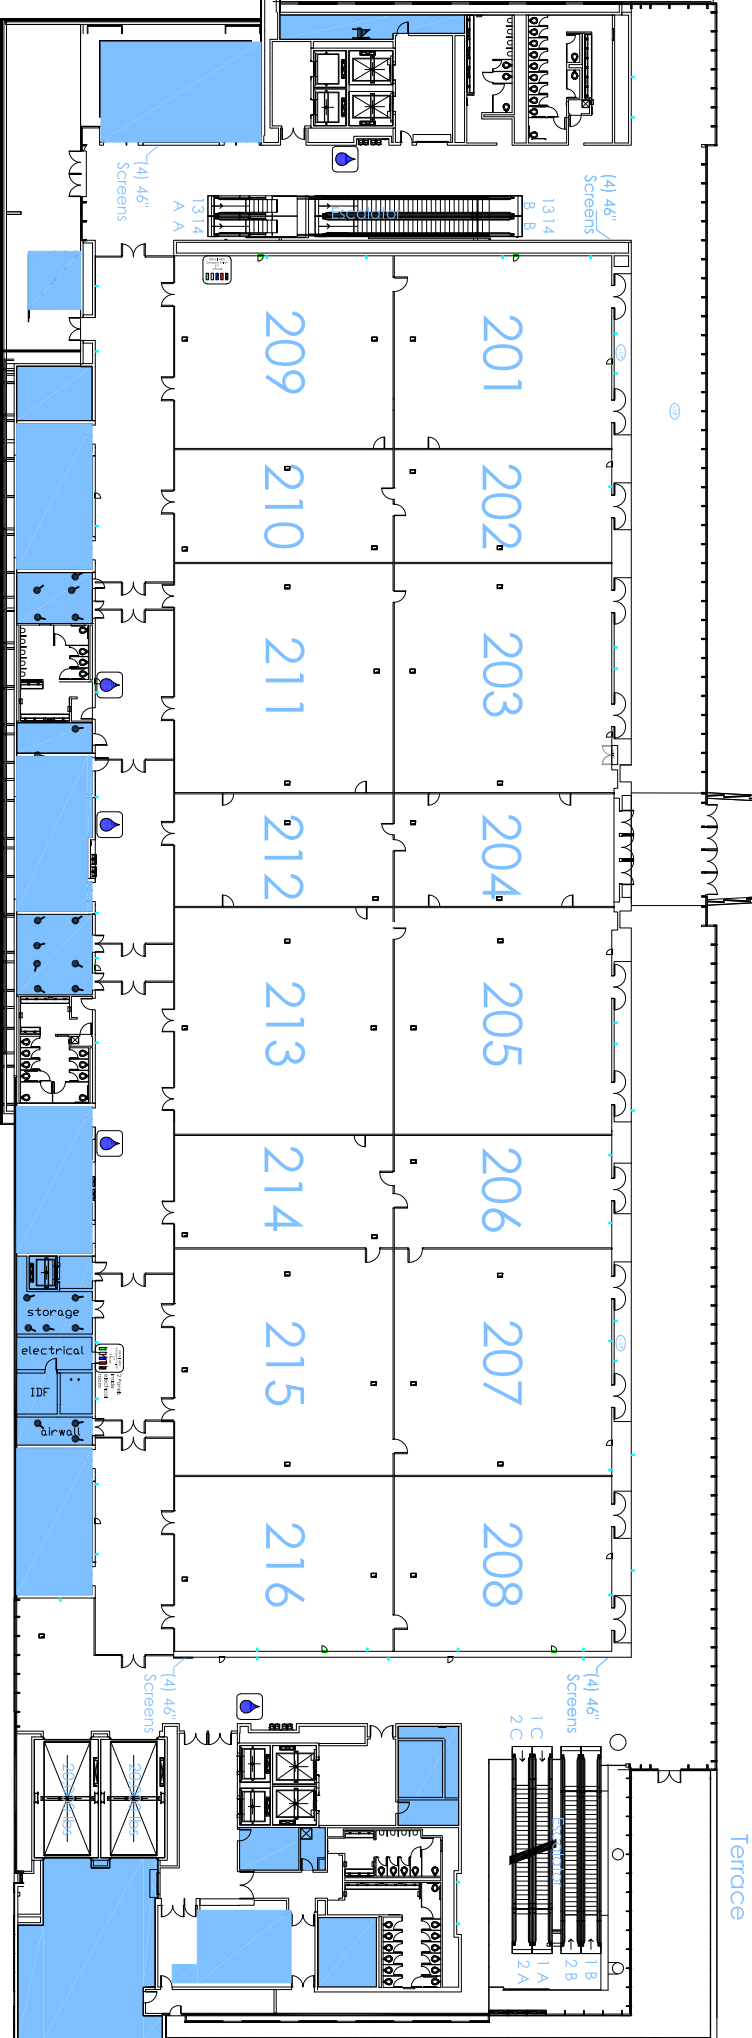 (4) 46"
Screens
(4) 46"
Screens
13 14
A A
Escalator
13 14
B B
209
201
210
202
211
203
212
204
213
205
214
206
storage
electrical
IDF
airwall
215
207
216
208
(4) 46"
Screens
(4) 46"
Screens
1 C
2 C
Escalator
1 A
2 A
1 B
2 B
Terrace